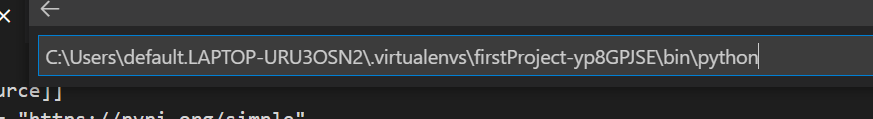 C:\Users\default.LAPTOP-URU3OSN2\.virtualenvs\firstProject-yp8GPJSE\bin\python
urce]]
= "https://pypi.org/simple"